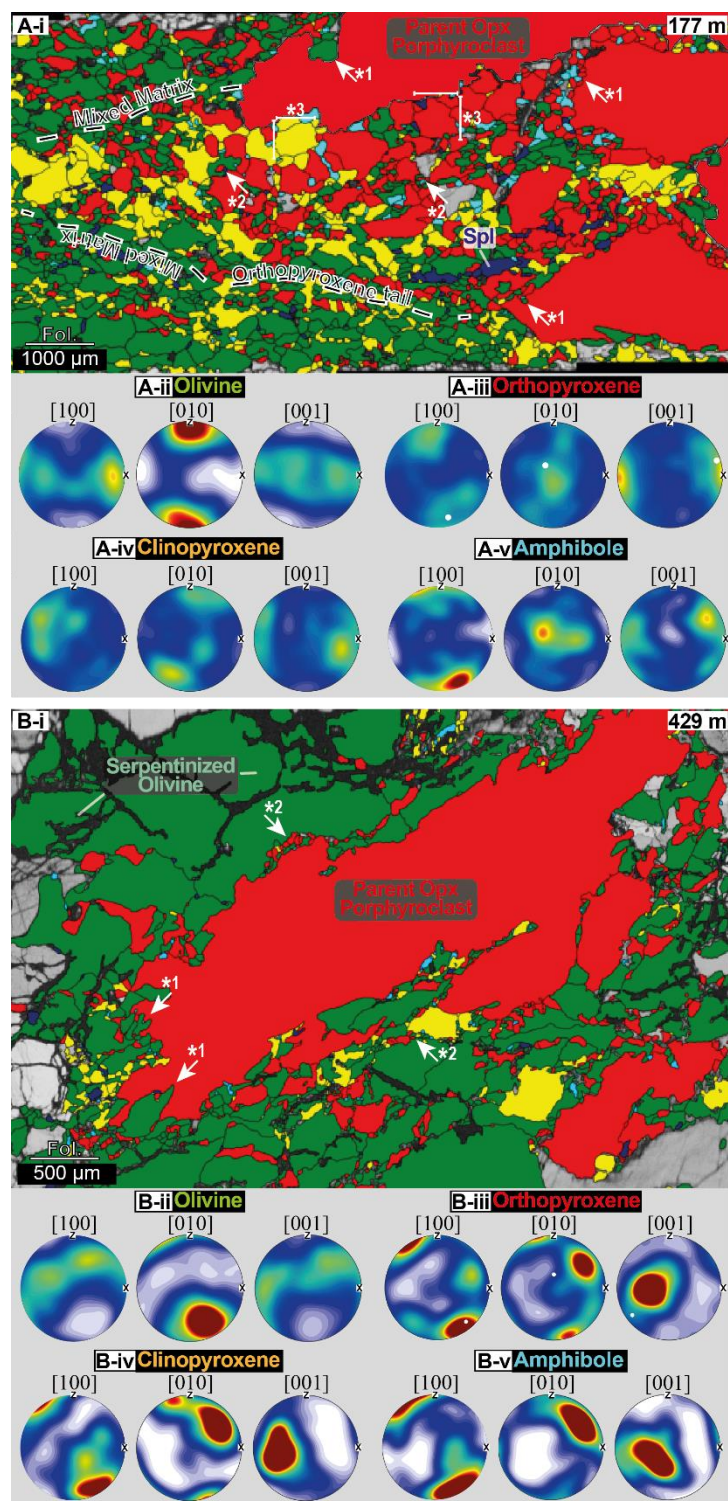 A-i
Parent Opx
Porphyroclast
177 m
*1
*1
Mixed Matrix
*3
*3
*2
*2
Mixed Matrix
Spl
Orthopyroxene tail
*1
Fol.
1000 µm
A-ii Olivine
A-iii Orthopyroxene
[100] [010] [001] [100] [010] [001]
z z z z z z
x x x x x x
A-iv Clinopyroxene
A-v Amphibole
[100] [010] [001] [100] [010] [001]
z z z z z z
x x x x x x
B-i
429 m
Serpentinized
Olivine
*2
Parent Opx
Porphyroclast
*1
*1
*2
Fol.
500 µm
B-ii Olivine
B-iii Orthopyroxene
[100] [010] [001] [100] [010] [001]
z z z z z z
x x x x x x
B-iv Clinopyroxene
B-v Amphibole
[100] [010] [001] [100] [010] [001]
z z z z z z
x x x x x x